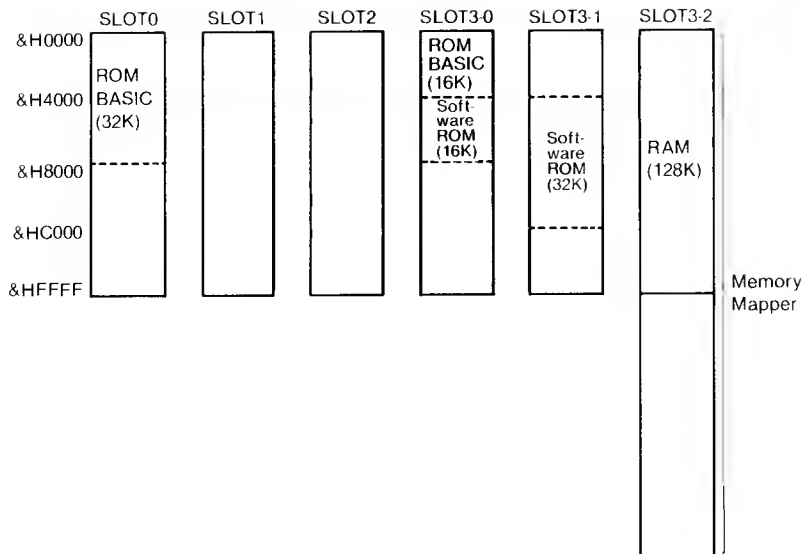 SLOT0 SLOT1 SLOT2 SLOT3-0 SLOT3-1 SLOT3-2
&H0000
&H4000
&H8000
&HC000
&HFFFF
ROM
BASIC
(32K)
ROM
BASIC
(16K)
Soft-
ware
ROM
(16K)
Soft-
ware
ROM
(32K)
RAM
(128K)
Memory
Mapper